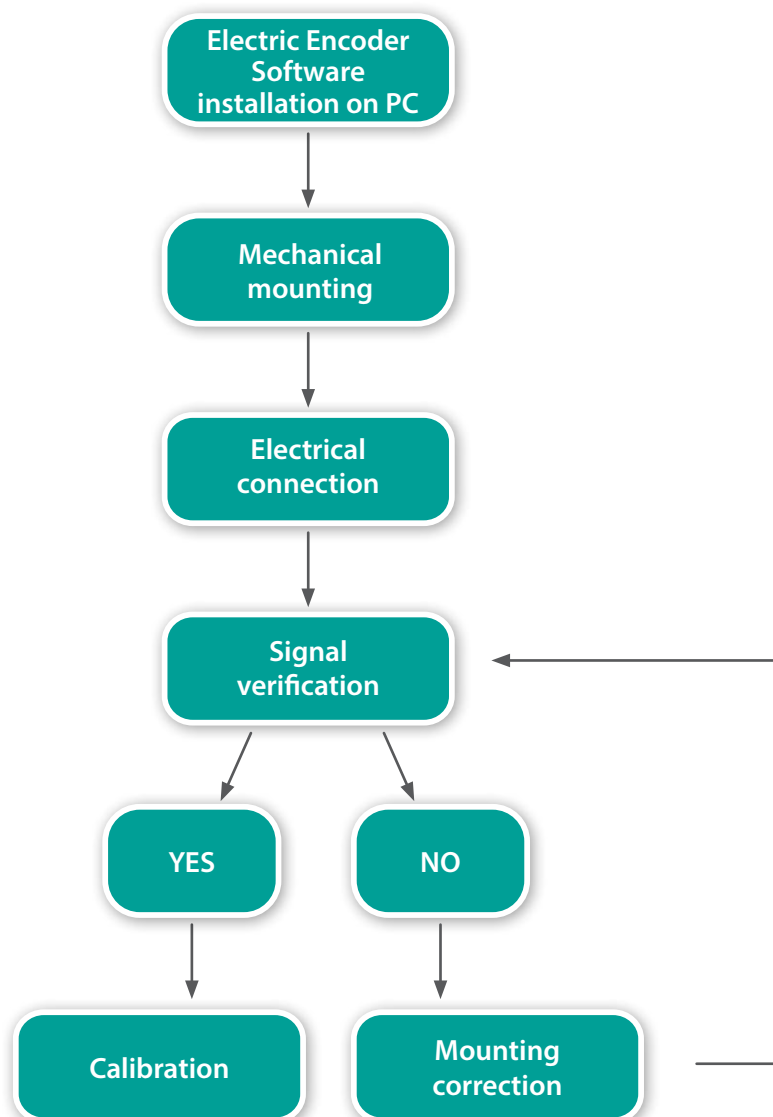 Electric Encoder
Software
installation on PC
Mechanical
mounting
Electrical
connection
Signal
verification
YES
NO
Calibration
Mounting
correction